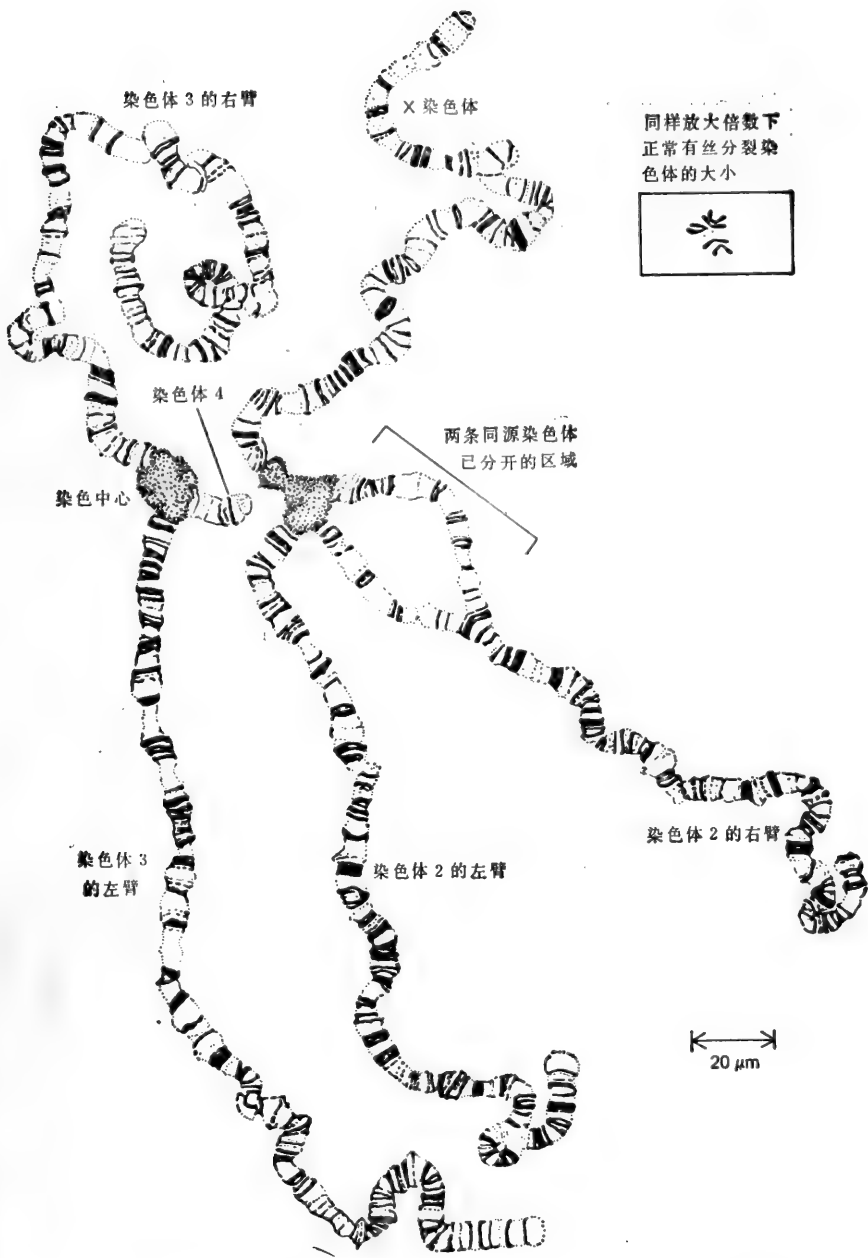 染色体 3 的右臂
X 染色体
同样放大倍数下
正常有丝分裂染
色体的大小
染色体 4
两条同源染色体
已分开的区域
染色中心
染色体 2 的右臂
染色体 3
的左臂
染色体 2 的左臂
20 μm